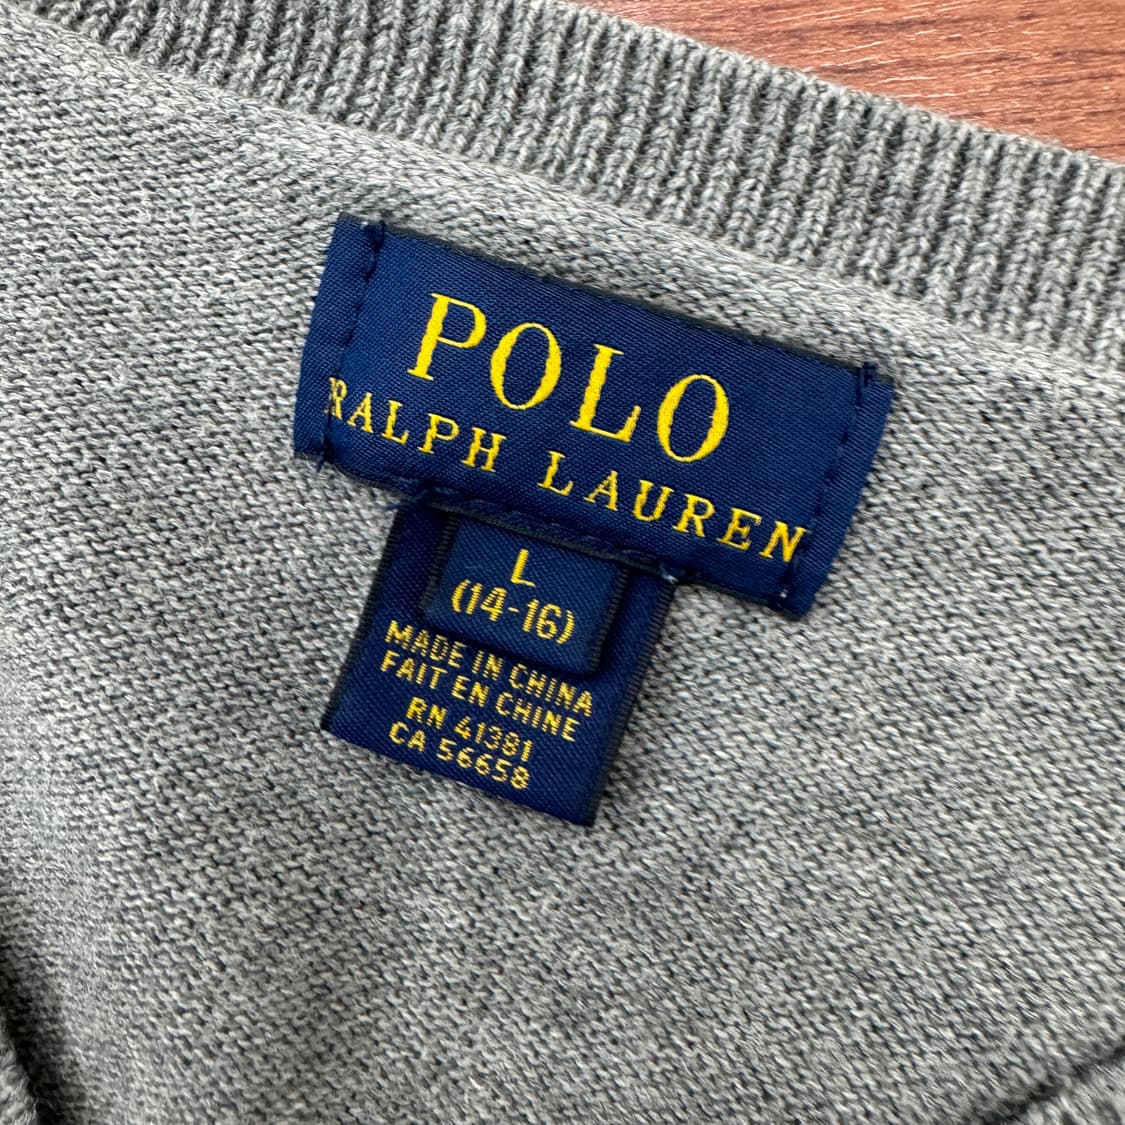 POLO
RALPH LAUREN
L
(14-16)
MADE IN CHINA
FAIT EN CHINE
RN 41381
CA 56658